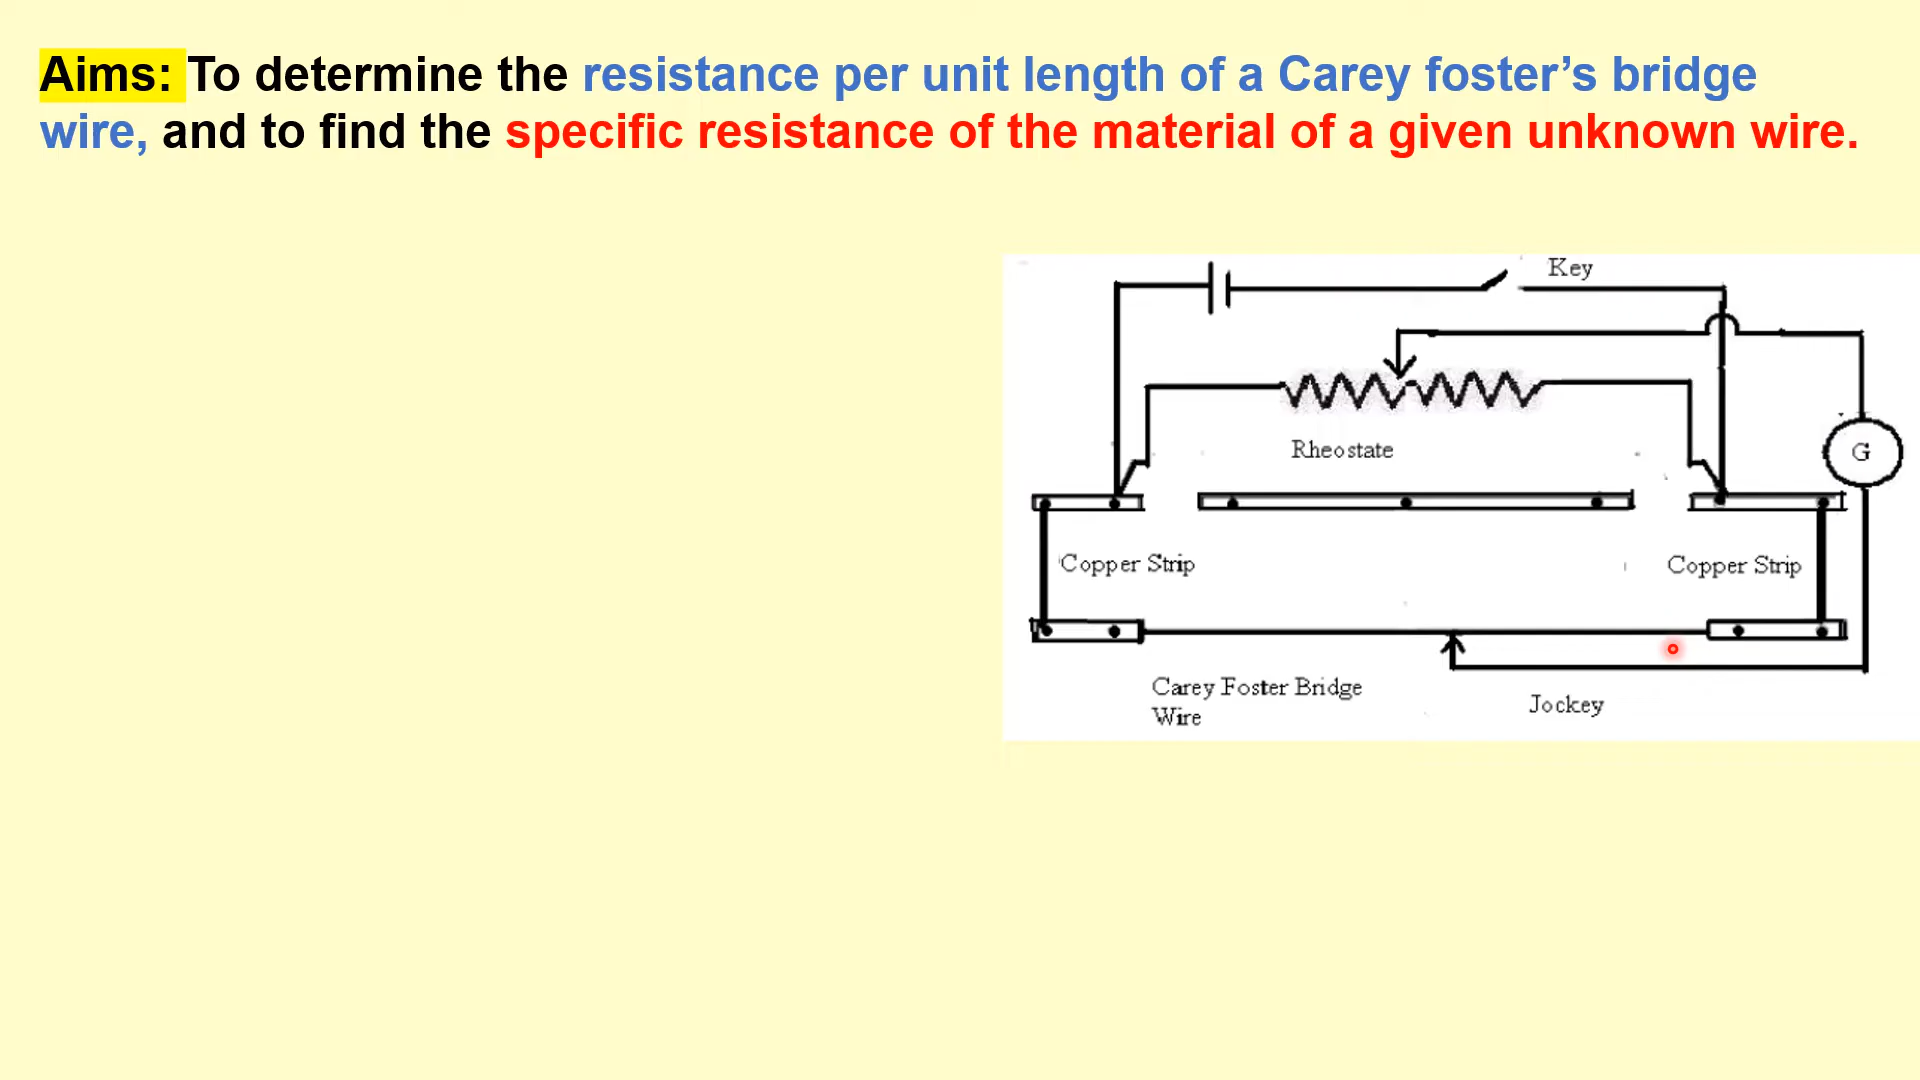 Aims: To determine the resistance per unit length of a Carey foster’s bridge
wire, and to find the specific resistance of the material of a given unknown wire.
Key
Rheostate
G
Copper Strip
Copper Strip
Carey Foster Bridge
Wire
Jockey